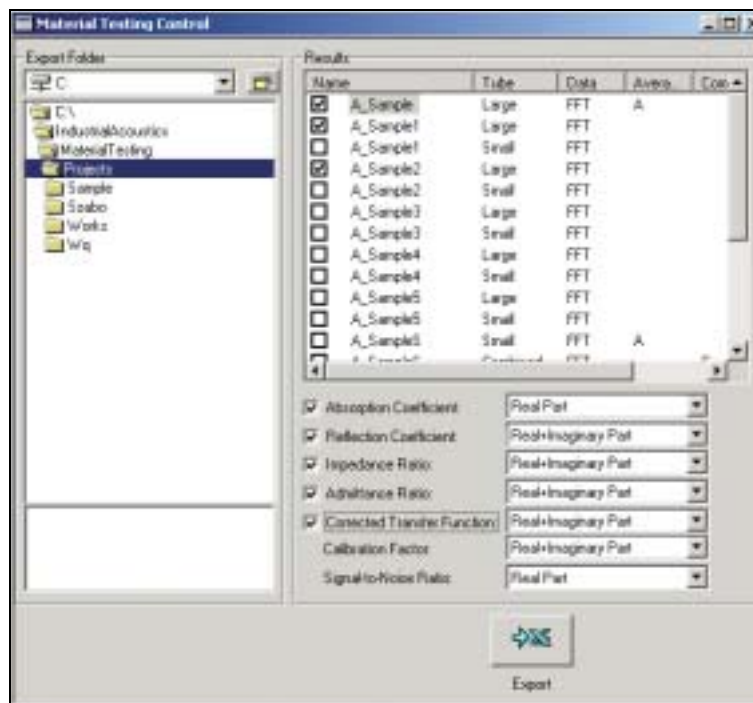 Material Testing Control
Export Folder
C:
C:\
IndustrialAcoustics
MaterialTesting
Projects
Sample
Szabo
Works
Wq
Results
Name Tube Data Avera.. Com
A_Sample Large FFT A
A_Sample1 Large FFT
A_Sample1 Small FFT
A_Sample2 Large FFT
A_Sample2 Small FFT
A_Sample3 Large FFT
A_Sample3 Small FFT
A_Sample4 Large FFT
A_Sample4 Small FFT
A_Sample5 Large FFT
A_Sample5 Small FFT
A_Sample5 Small FFT A
Combined FFT
Absorption Coefficient Real Part
Reflection Coefficient Real+Imaginary Part
Impedance Ratio Real+Imaginary Part
Admittance Ratio Real+Imaginary Part
Corrected Transfer Function Real+Imaginary Part
Calibration Factor Real+Imaginary Part
Signal-to-Noise Ratio Real Part
Export